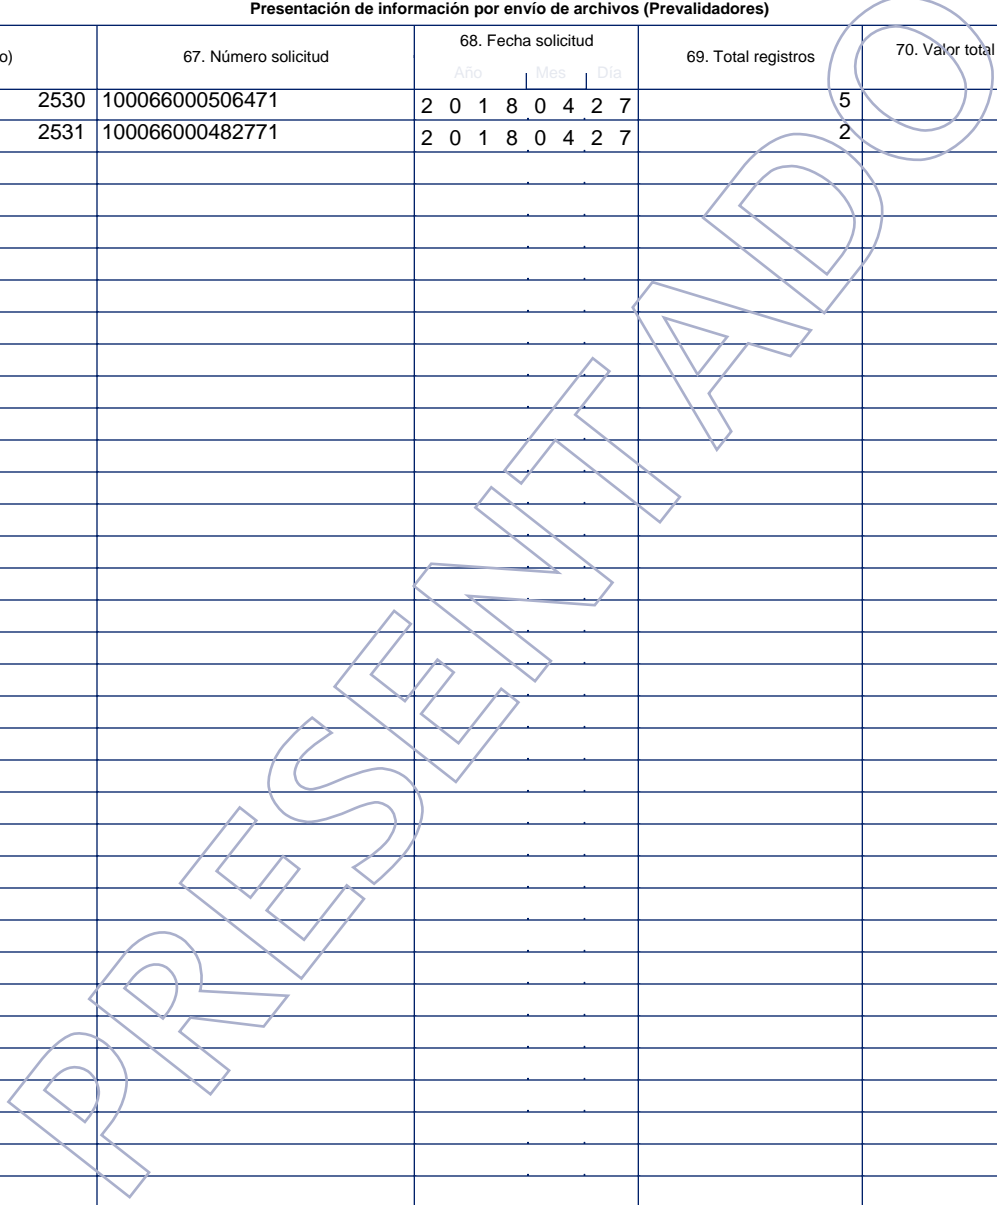 Presentación de información por envío de archivos (Prevalidadores)
o) 67. Número solicitud 68. Fecha solicitud 69. Total registros 70. Valor total
Año Mes Día
2530 100066000506471 2 0 1 8 0 4 2 7 5
2531 100066000482771 2 0 1 8 0 4 2 7 2
PRESENTADO